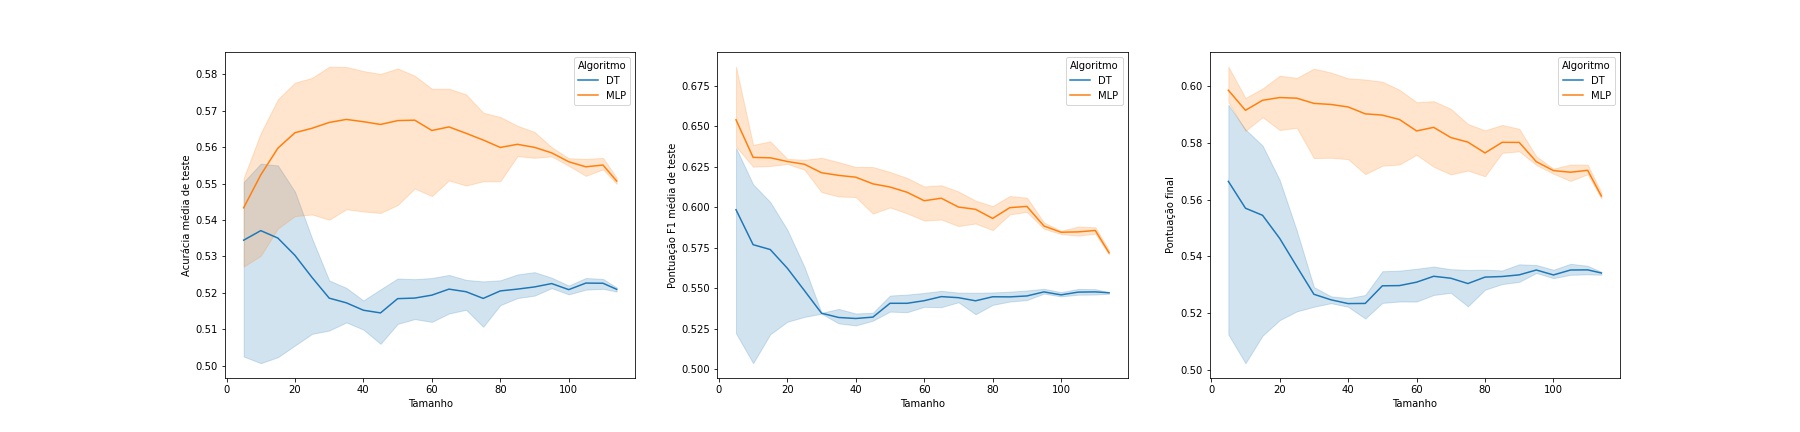 Acurácia média de teste
0.58
0.57
0.56
0.55
0.54
0.53
0.52
0.51
0.50
0
20
40
60
80
100
Tamanho
Algoritmo
DT
MLP
Pontuação F1 média de teste
0.675
0.650
0.625
0.600
0.575
0.550
0.525
0.500
0
20
40
60
80
100
Tamanho
Algoritmo
DT
MLP
Pontuação final
0.60
0.58
0.56
0.54
0.52
0.50
0
20
40
60
80
100
Tamanho
Algoritmo
DT
MLP